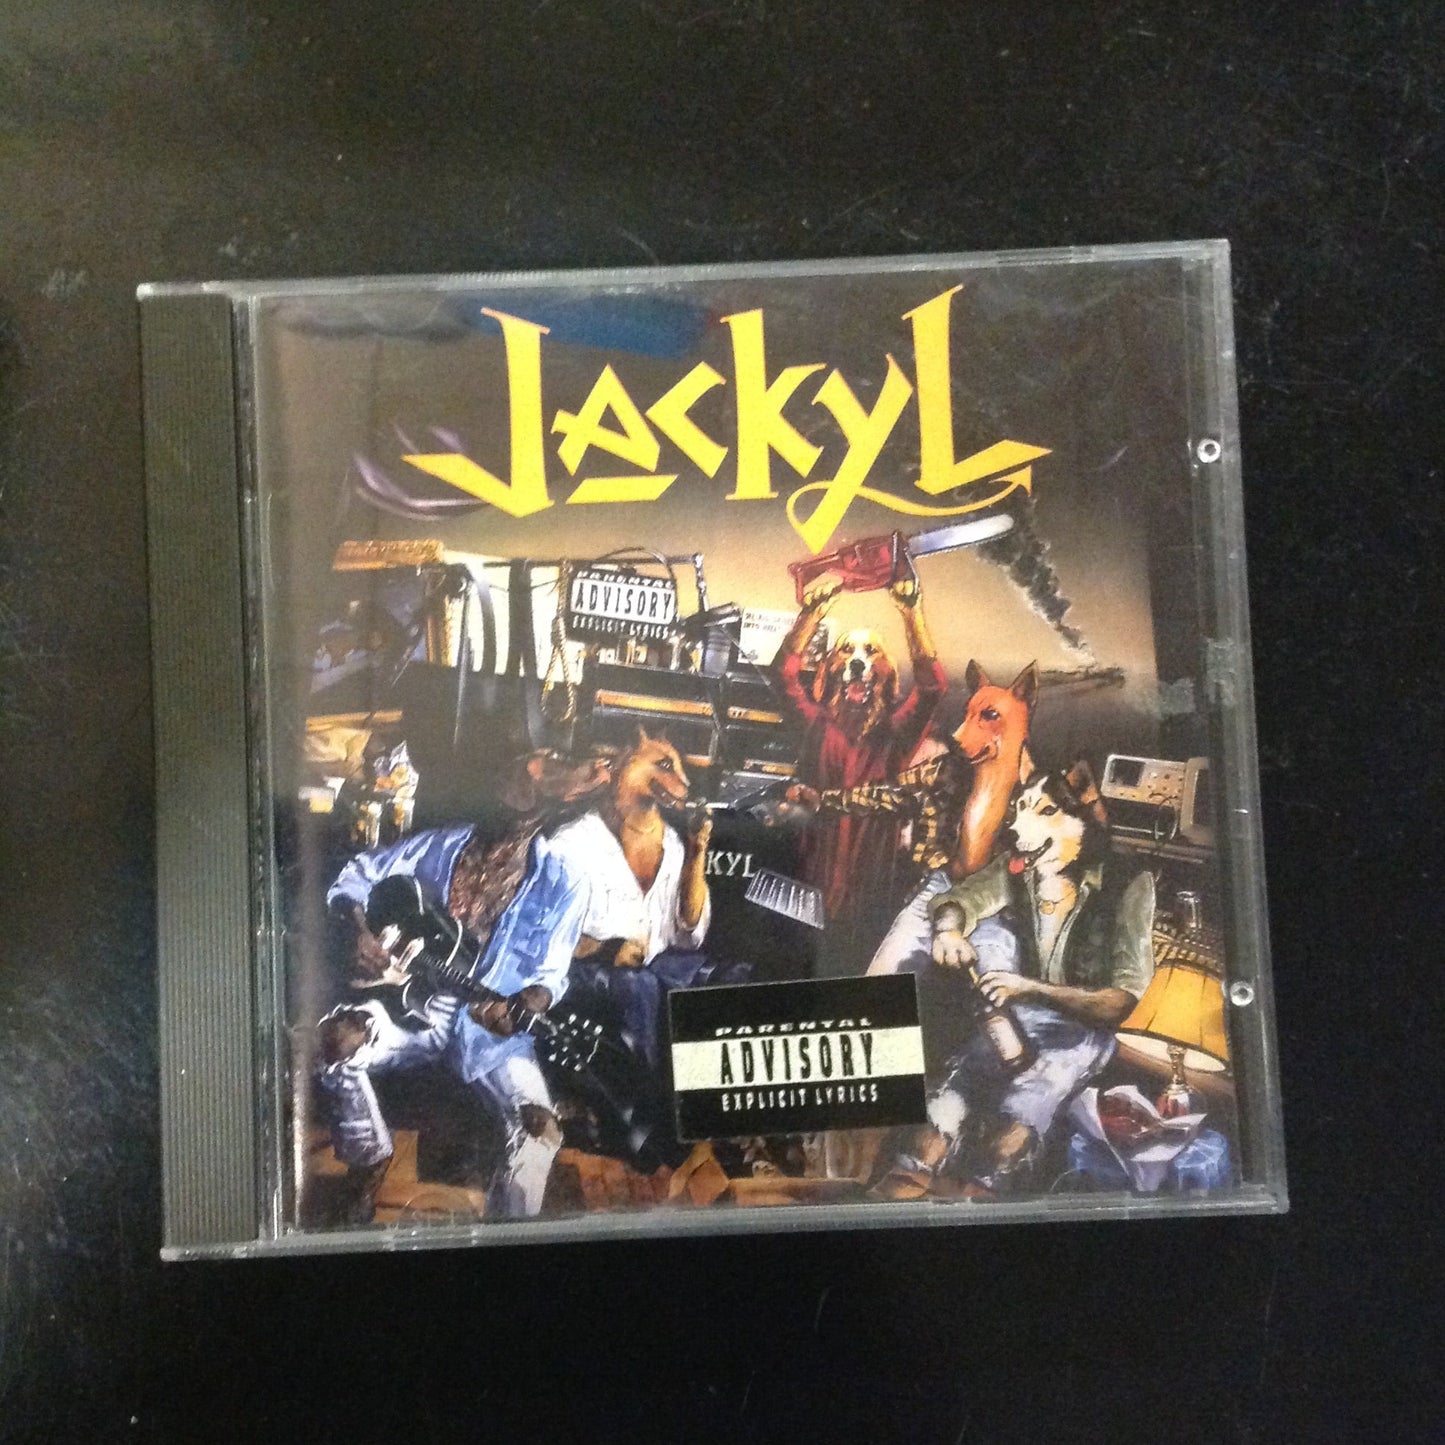 JackyL
PARENTAL
ADVISORY
EXPLICIT LYRICS
KYL
PARENTAL
ADVISORY
EXPLICIT LYRICS